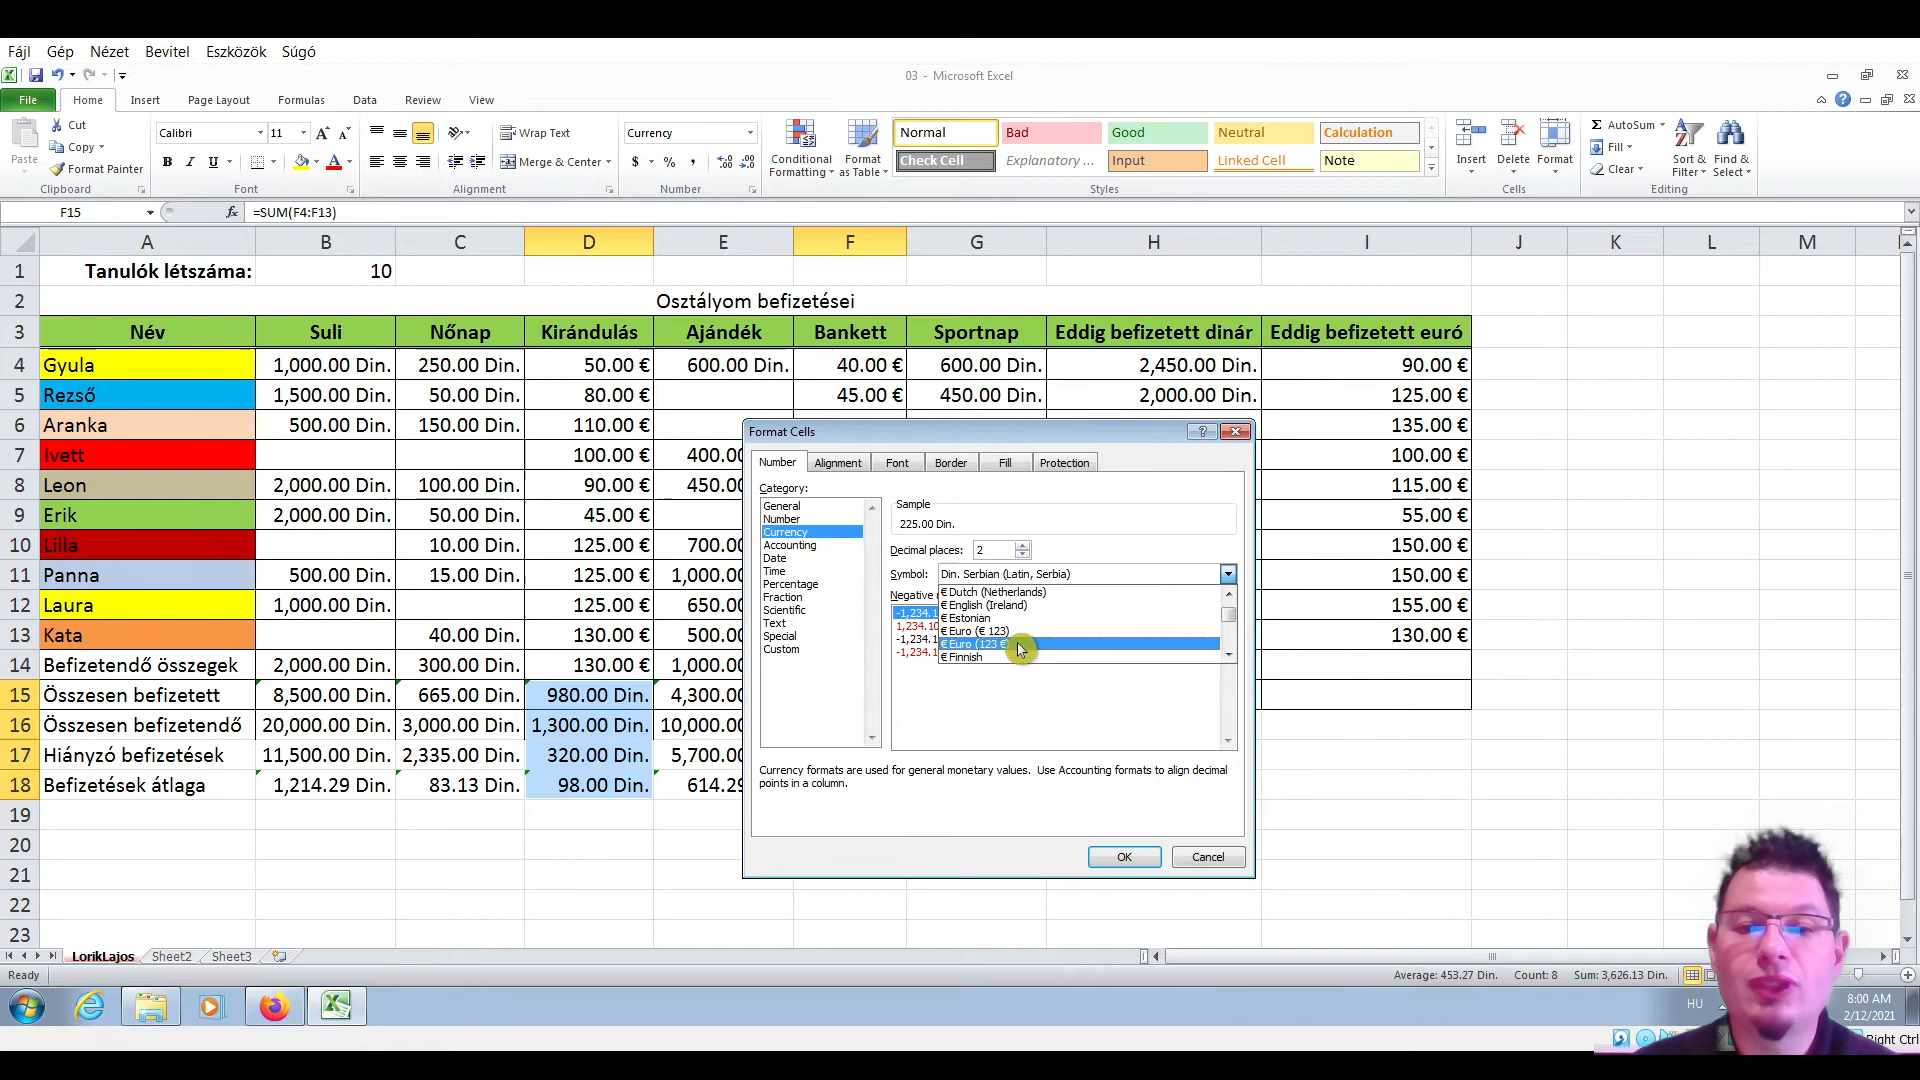 Fájl Gép Nézet Bevitel Eszközök Súgó
03 - Microsoft Excel
File Home Insert Page Layout Formulas Data Review View
Paste Cut Copy Format Painter
Calibri 11 Wrap Text Merge & Center
Currency
Conditional Formatting Format as Table
Normal Bad Good Neutral Calculation
Check Cell Explanatory ... Input Linked Cell Note
Insert Delete Format
AutoSum Fill Clear Sort & Filter Find & Select
Clipboard Font Alignment Number Styles Cells Editing
F15 fx =SUM(F4:F13)
A B C D E F G H I J K L M
1 Tanulók létszáma: 10
2 Osztályom befizetései
3 Név Suli Nőnap Kirándulás Ajándék Bankett Sportnap Eddig befizetett dinár Eddig befizetett euró
4 Gyula 1,000.00 Din. 250.00 Din. 50.00 € 600.00 Din. 40.00 € 600.00 Din. 2,450.00 Din. 90.00 €
5 Rezső 1,500.00 Din. 50.00 Din. 80.00 € 45.00 € 450.00 Din. 2,000.00 Din. 125.00 €
6 Aranka 500.00 Din. 150.00 Din. 110.00 € 135.00 €
7 Ivett 100.00 € 400.00 100.00 €
8 Leon 2,000.00 Din. 100.00 Din. 90.00 € 450.00 115.00 €
9 Erik 2,000.00 Din. 50.00 Din. 45.00 € 55.00 €
10 Lilla 10.00 Din. 125.00 € 700.00 150.00 €
11 Panna 500.00 Din. 15.00 Din. 125.00 € 1,000.00 150.00 €
12 Laura 1,000.00 Din. 125.00 € 650.00 155.00 €
13 Kata 40.00 Din. 130.00 € 500.00 130.00 €
14 Befizetendő összegek 2,000.00 Din. 300.00 Din. 130.00 € 1,000.00
15 Összesen befizetett 8,500.00 Din. 665.00 Din. 980.00 Din. 4,300.00
16 Összesen befizetendő 20,000.00 Din. 3,000.00 Din. 1,300.00 Din. 10,000.00
17 Hiányzó befizetések 11,500.00 Din. 2,335.00 Din. 320.00 Din. 5,700.00
18 Befizetések átlaga 1,214.29 Din. 83.13 Din. 98.00 Din. 614.29
19
20
21
22
23
Format Cells
Number Alignment Font Border Fill Protection
Category:
General
Number
Currency
Accounting
Date
Time
Percentage
Fraction
Scientific
Text
Special
Custom
Sample
225.00 Din.
Decimal places: 2
Symbol: Din. Serbian (Latin, Serbia)
Negative
-1,234.1
1,234.10
-1,234.1
-1,234.1
€ Dutch (Netherlands)
€ English (Ireland)
€ Estonian
€ Euro (€ 123)
€ Euro (123 €)
€ Finnish
Currency formats are used for general monetary values. Use Accounting formats to align decimal
points in a column.
OK Cancel
LorikLajos Sheet2 Sheet3
Ready Average: 453.27 Din. Count: 8 Sum: 3,626.13 Din.
HU 8:00 AM
2/12/2021
Right Ctrl